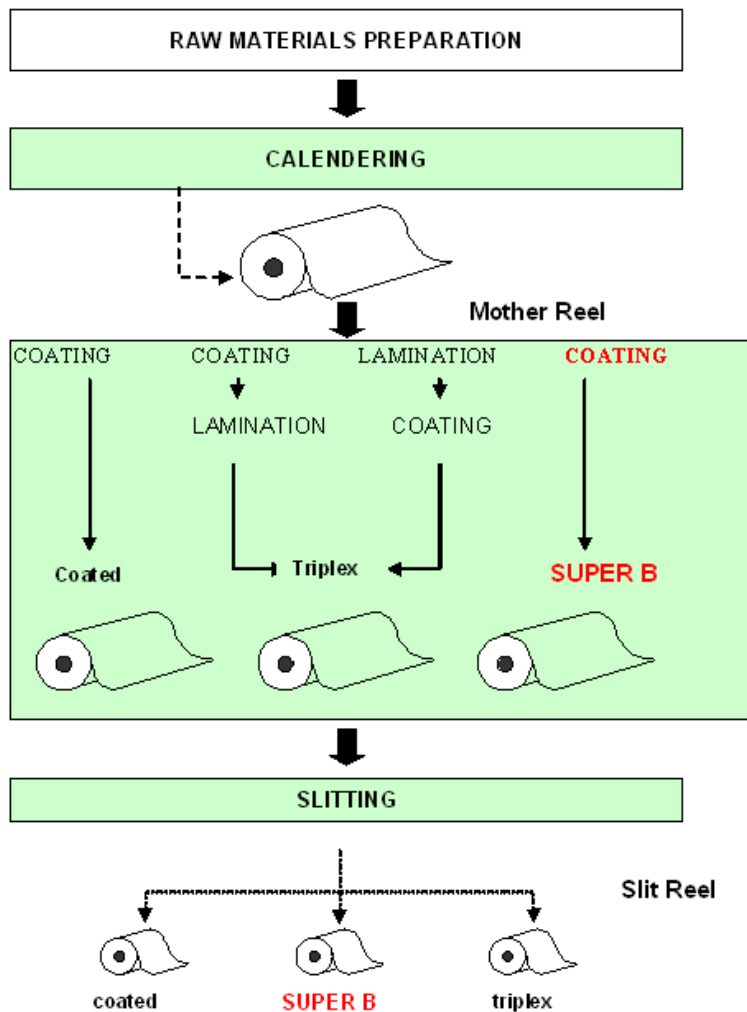 RAW MATERIALS PREPARATION
CALENDERING
Mother Reel
COATING COATING LAMINATION COATING
LAMINATION COATING
Coated Triplex SUPER B
SLITTING
Slit Reel
coated SUPER B triplex